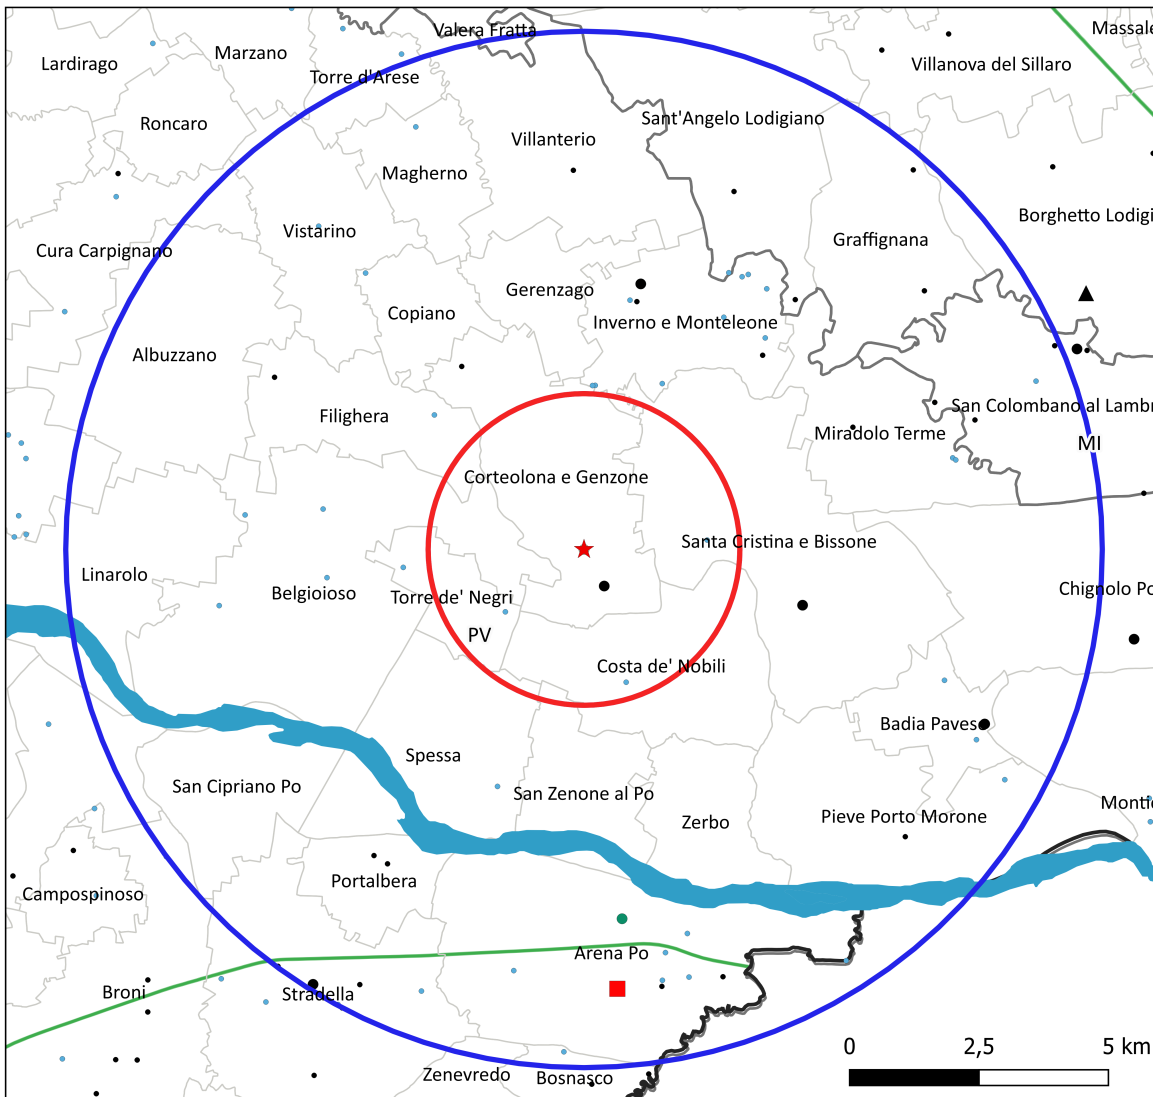 Valera Fratta
Massale
Marzano
Lardirago
Villanova del Sillaro
Torre d'Arese
Roncaro
Sant'Angelo Lodigiano
Villanterio
Magherno
Borghetto Lodigi
Vistarino
Graffignana
Cura Carpignano
Gerenzago
Copiano
Inverno e Monteleone
Albuzzano
San Colombano al Lambr
Filighera
Miradolo Terme
MI
Corteolona e Genzone
Santa Cristina e Bissone
Linarolo
Chignolo Po
Belgioioso
Torre de' Negri
PV
Costa de' Nobili
Badia Pavese
Spessa
San Cipriano Po
San Zenone al Po
Montic
Pieve Porto Morone
Zerbo
Portalbera
Campospinoso
Arena Po
Broni
Stradella
0 2,5 5 km
Zenevredo
Bosnasco